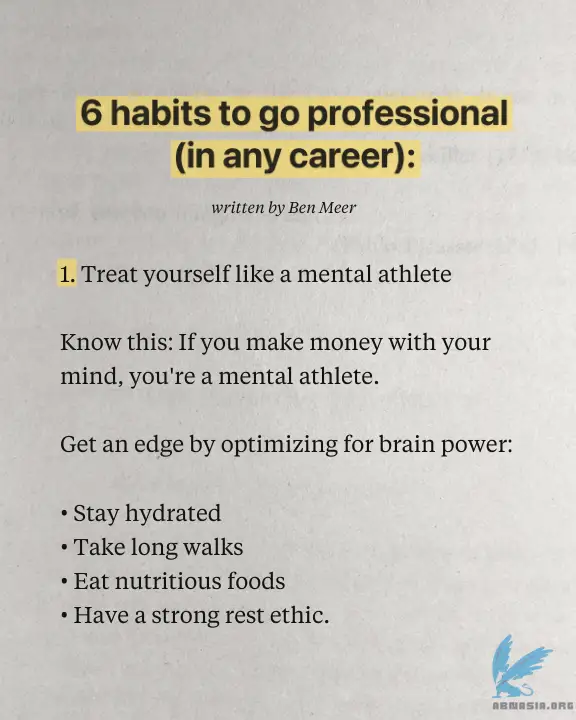 6 habits to go professional
(in any career):
written by Ben Meer
1. Treat yourself like a mental athlete
Know this: If you make money with your
mind, you're a mental athlete.
Get an edge by optimizing for brain power:
• Stay hydrated
• Take long walks
• Eat nutritious foods
• Have a strong rest ethic.
ABMASIA.ORG